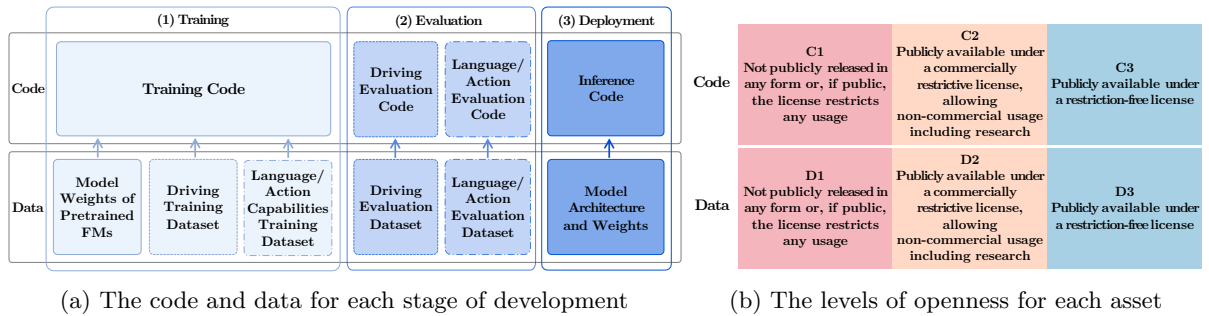 (1) Training
(2) Evaluation
(3) Deployment
Code
Training Code
Driving
Evaluation
Code
Language/
Action
Evaluation
Code
Inference
Code
Data
Model
Weights of
Pretrained
FMs
Driving
Training
Dataset
Language/
Action
Capabilities
Training
Dataset
Driving
Evaluation
Dataset
Language/
Action
Evaluation
Dataset
Model
Architecture
and Weights
(a) The code and data for each stage of development
Code
C1
Not publicly released in
any form or, if public,
the license restricts
any usage
C2
Publicly available under
a commercially
restrictive license,
allowing
non-commercial usage
including research
C3
Publicly available under
a restriction-free license
Data
D1
Not publicly released in
any form or, if public,
the license restricts
any usage
D2
Publicly available under
a commercially
restrictive license,
allowing
non-commercial usage
including research
D3
Publicly available under
a restriction-free license
(b) The levels of openness for each asset